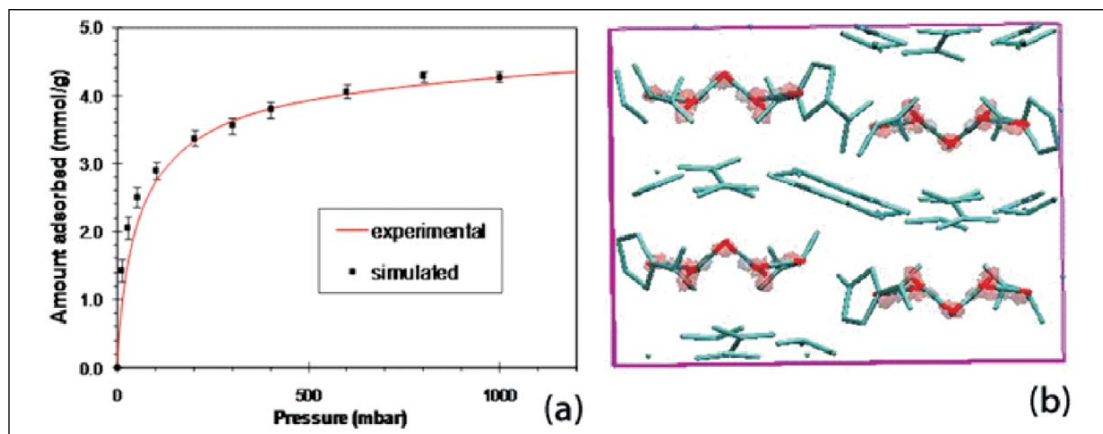 5.0
4.0
3.0
2.0
1.0
0.0
Amount adsorbed (mmol/g)
experimental
simulated
0
500
1000
Pressure (mbar)
(a)
(b)